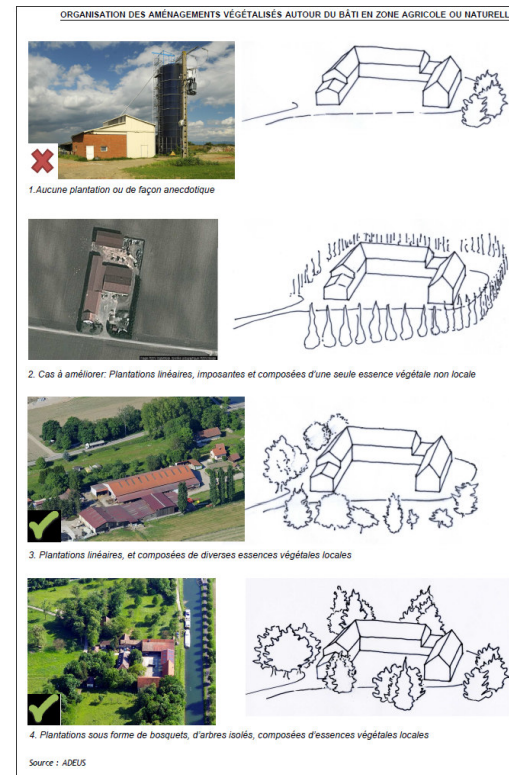 ORGANISATION DES AMÉNAGEMENTS VÉGÉTALISÉS AUTOUR DU BÂTI EN ZONE AGRICOLE OU NATURELL
1.Aucune plantation ou de façon anecdotique
2. Cas à améliorer: Plantations linéaires, imposantes et composées d'une seule essence végétale non locale
3. Plantations linéaires, et composées de diverses essences végétales locales
4. Plantations sous forme de bosquets, d'arbres isolés, composées d'essences végétales locales
Source : ADEUS